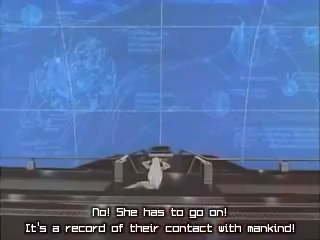 No! She has to go on!
It's a record of their contact with mankind!